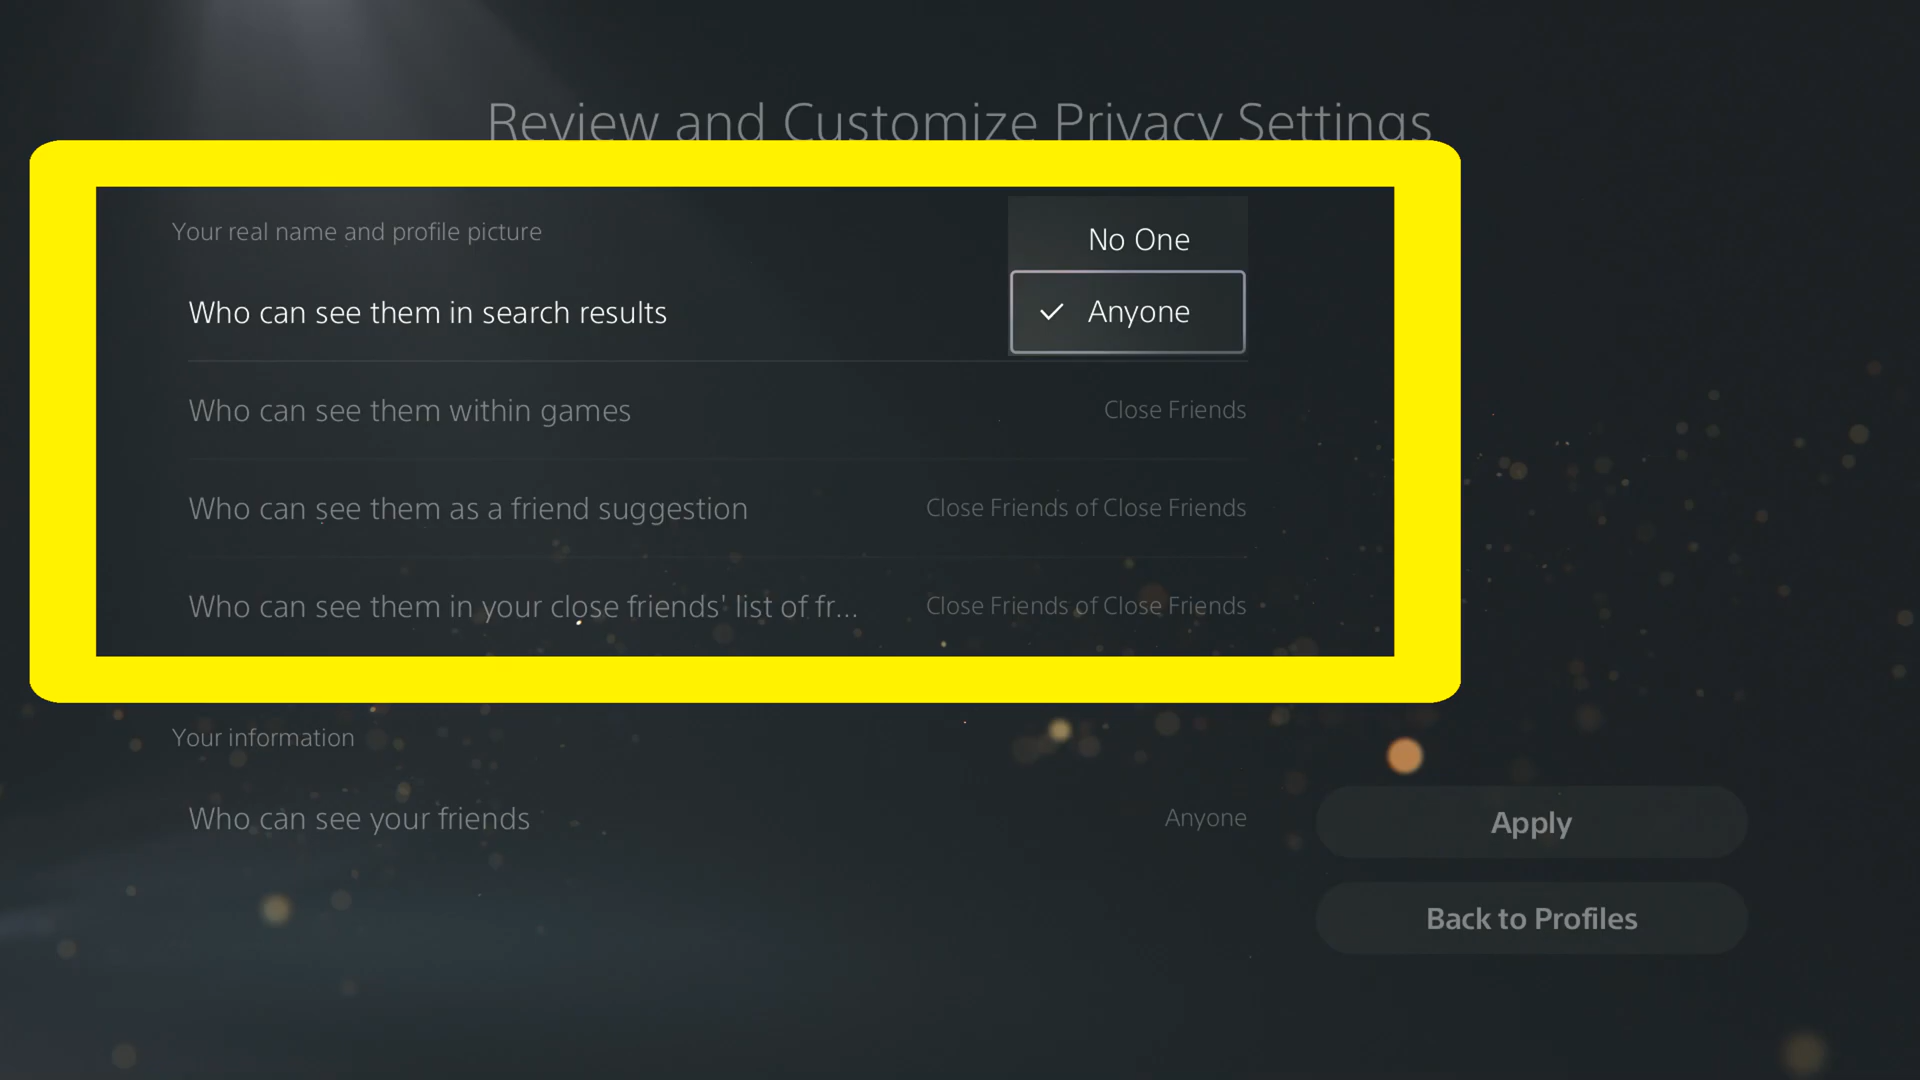 Review and Customize Privacy Settings
Your real name and profile picture
No One
Who can see them in search results
Anyone
Who can see them within games
Close Friends
Who can see them as a friend suggestion
Close Friends of Close Friends
Who can see them in your close friends' list of fr...
Close Friends of Close Friends
Your information
Who can see your friends
Anyone
Apply
Back to Profiles